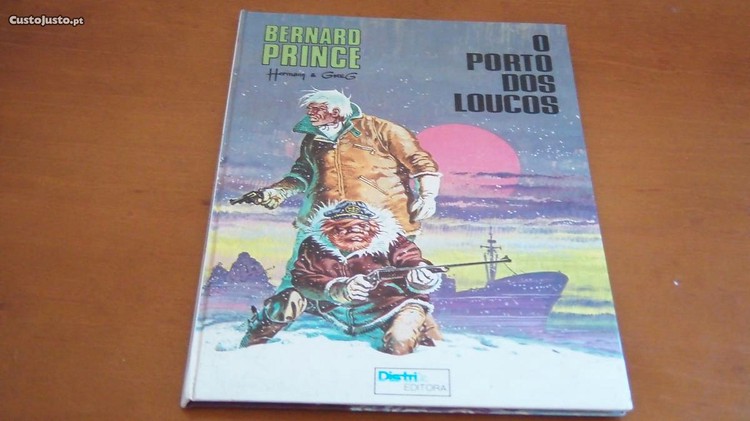 CustoJusto.pt
BERNARD
PRINCE
Hermann & GREG
O
PORTO
DOS
LOUCOS
Distri
EDITORA